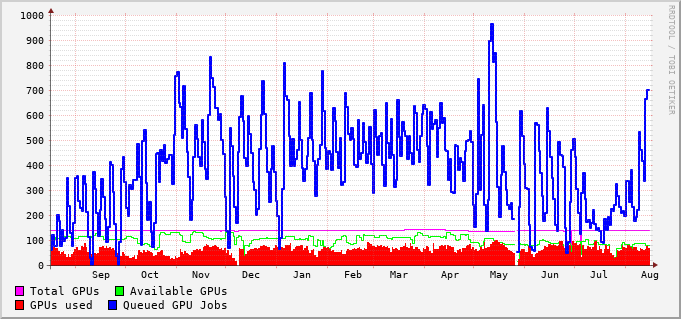 1000
900
800
700
600
500
400
300
200
100
0
Sep Oct Nov Dec Jan Feb Mar Apr May Jun Jul Aug
Total GPUs Available GPUs
GPUs used Queued GPU Jobs
RRDTOOL / TOBI OETIKER